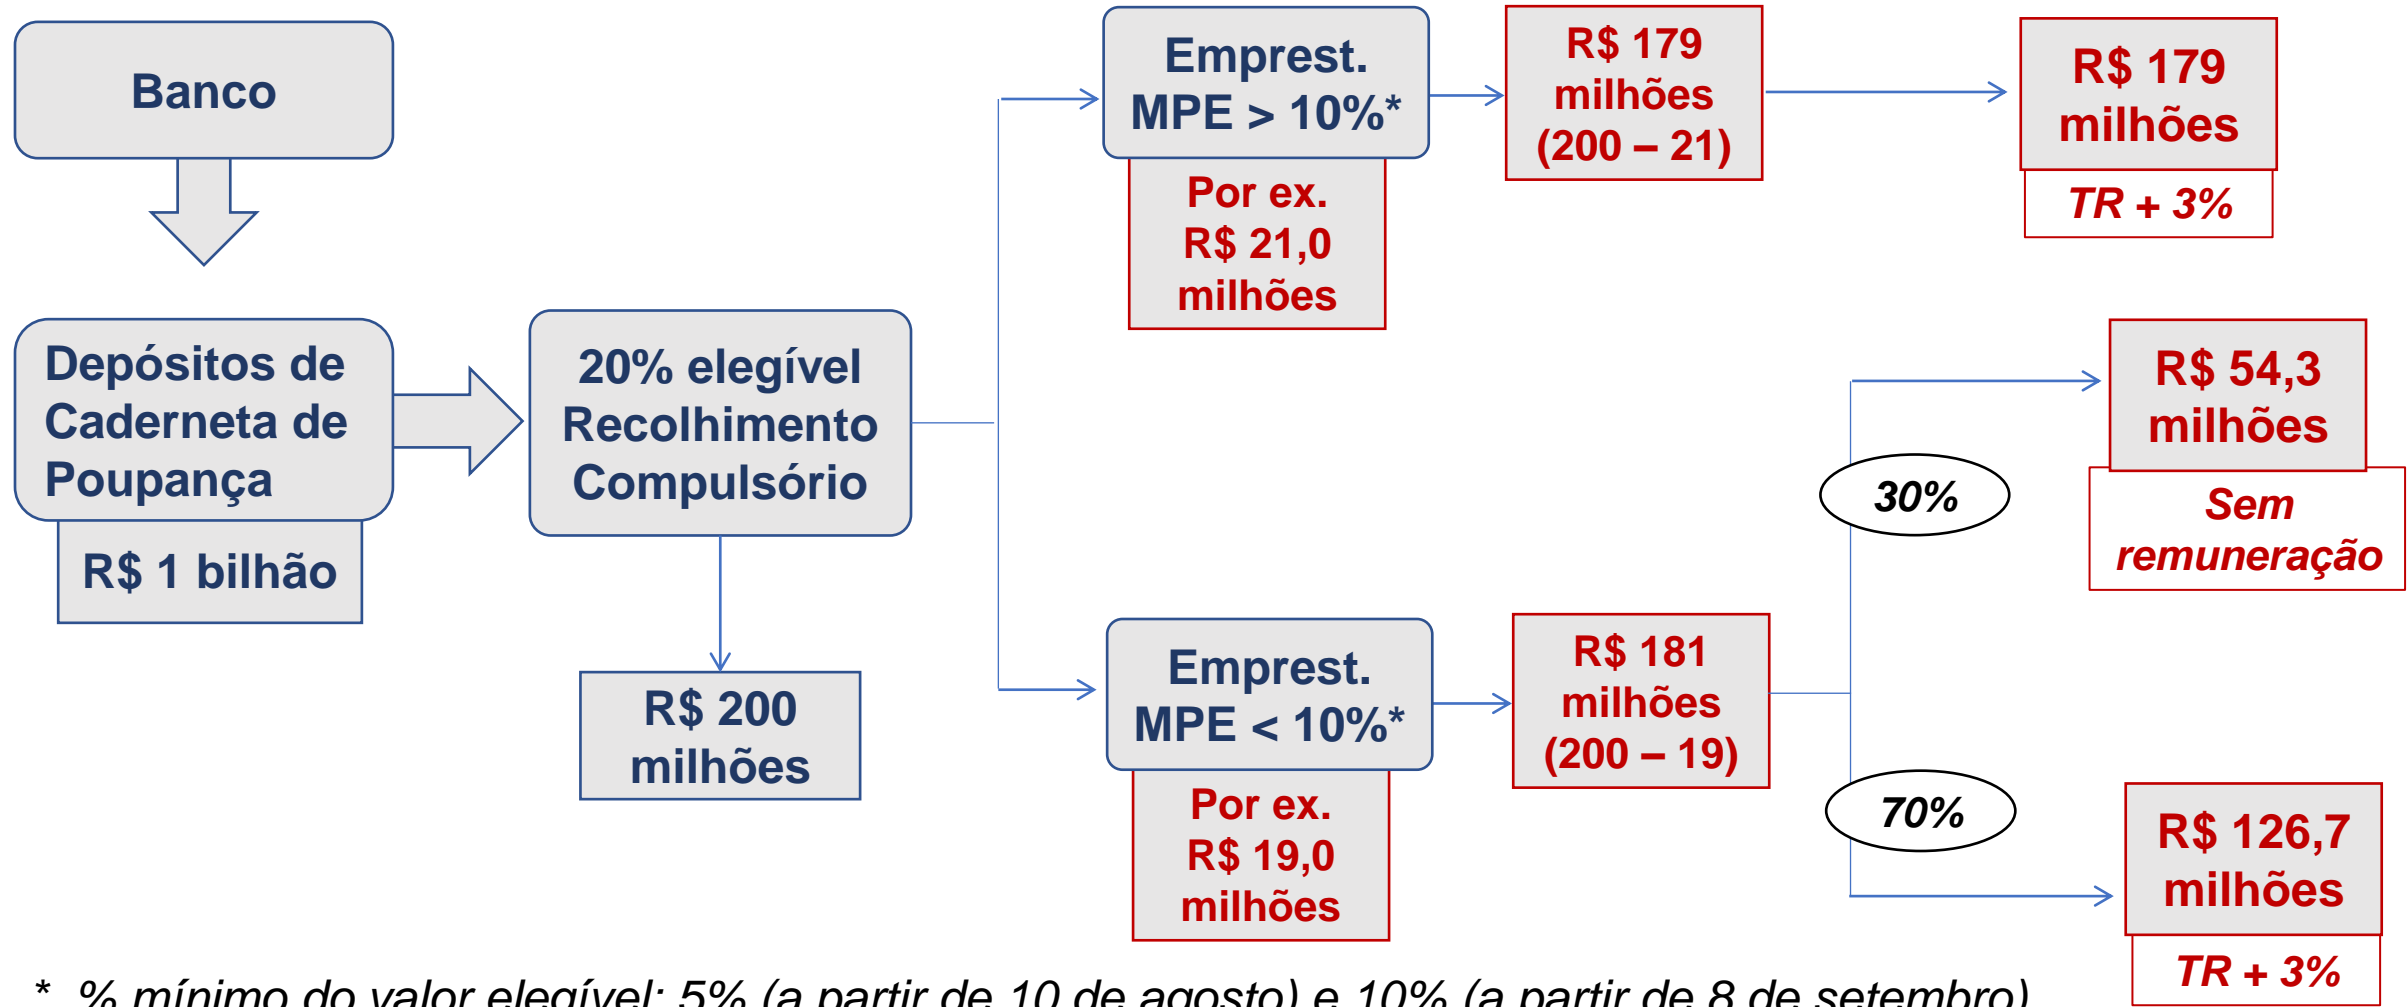 Banco
Depósitos de
Caderneta de
Poupança
R$ 1 bilhão
20% elegível
Recolhimento
Compulsório
R$ 200
milhões
Emprest.
MPE > 10%*
Por ex.
R$ 21,0
milhões
R$ 179
milhões
(200 – 21)
R$ 179
milhões
TR + 3%
Emprest.
MPE < 10%*
Por ex.
R$ 19,0
milhões
R$ 181
milhões
(200 – 19)
30%
R$ 54,3
milhões
Sem
remuneração
70%
R$ 126,7
milhões
TR + 3%
* % mínimo do valor elegível: 5% (a partir de 10 de agosto) e 10% (a partir de 8 de setembro)